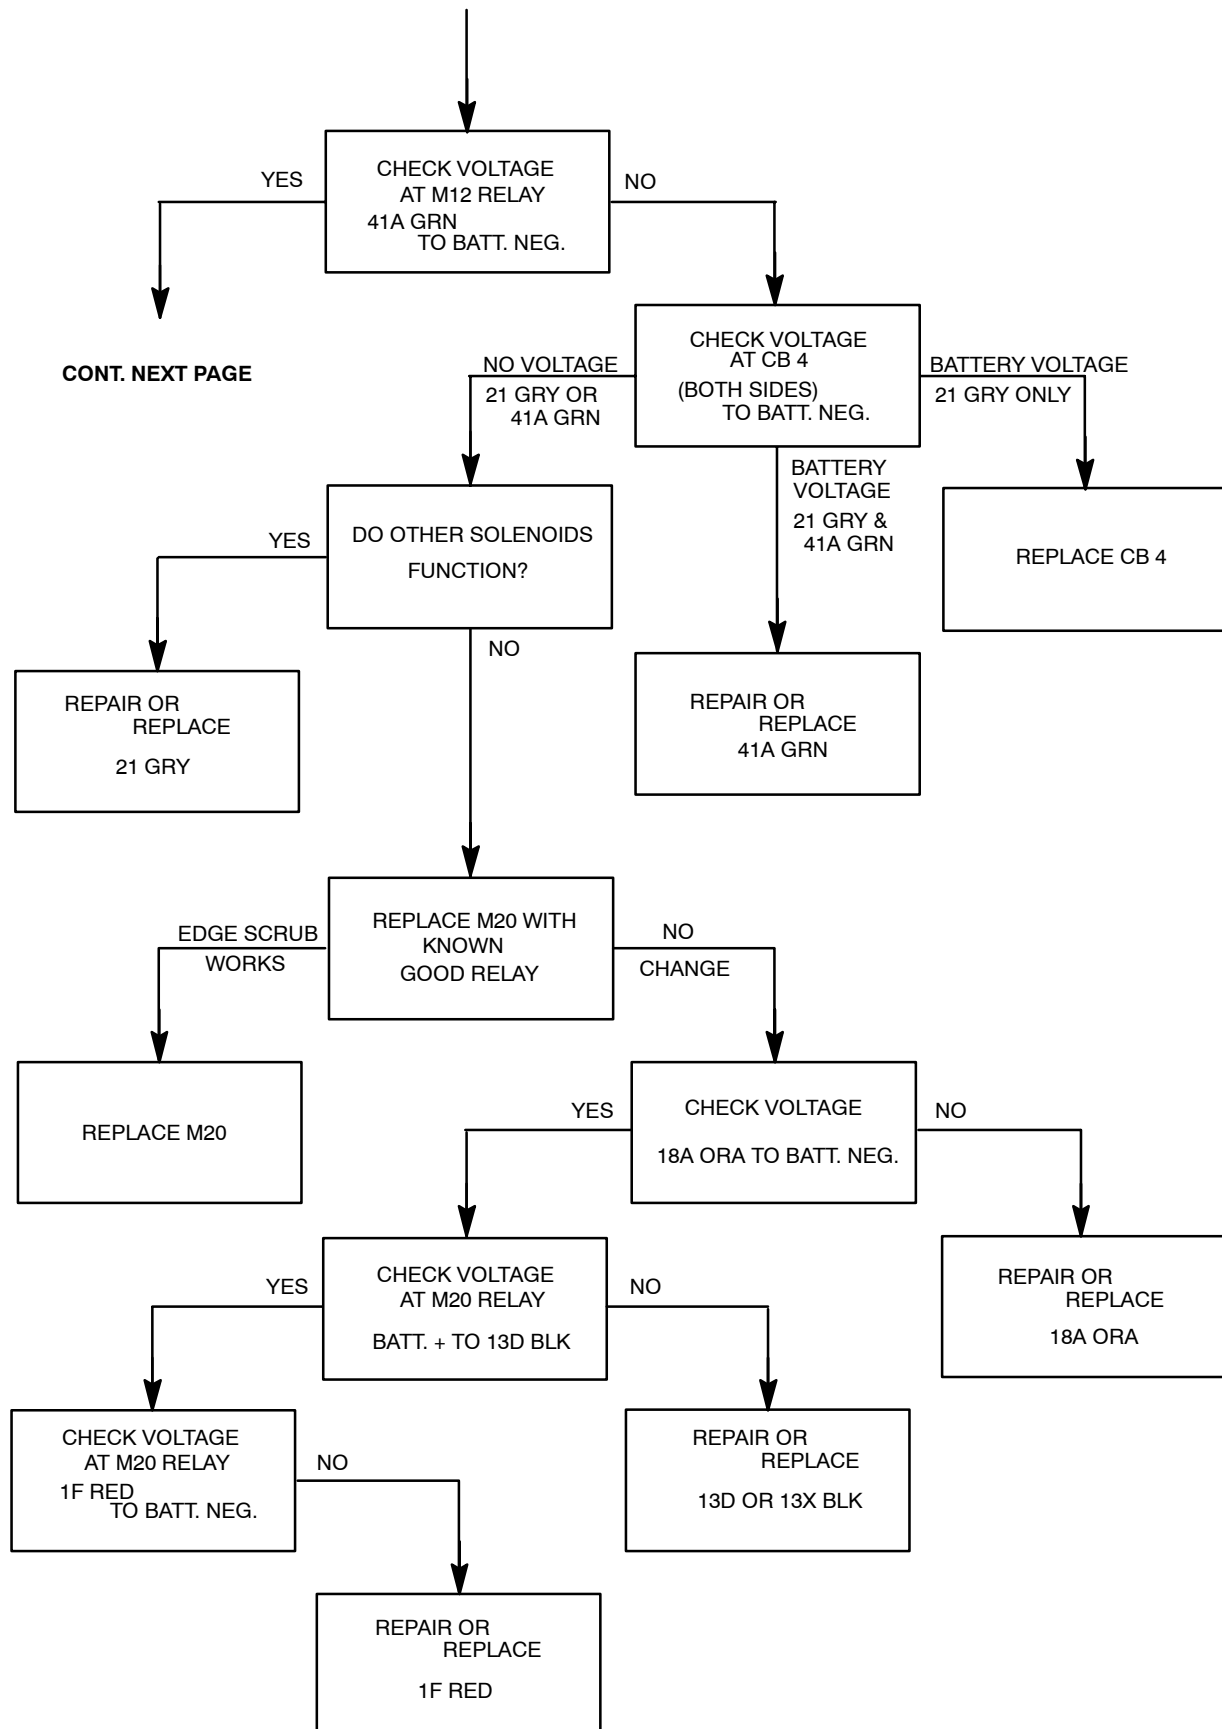 CHECK VOLTAGE
AT M12 RELAY
41A GRN
TO BATT. NEG.
YES
NO
CONT. NEXT PAGE
CHECK VOLTAGE
AT CB 4
(BOTH SIDES)
TO BATT. NEG.
NO VOLTAGE
21 GRY OR
41A GRN
BATTERY VOLTAGE
21 GRY ONLY
BATTERY
VOLTAGE
21 GRY &
41A GRN
REPLACE CB 4
DO OTHER SOLENOIDS
FUNCTION?
YES
NO
REPAIR OR
REPLACE
21 GRY
REPAIR OR
REPLACE
41A GRN
REPLACE M20 WITH
KNOWN
GOOD RELAY
EDGE SCRUB
WORKS
NO
CHANGE
REPLACE M20
CHECK VOLTAGE
18A ORA TO BATT. NEG.
YES
NO
CHECK VOLTAGE
AT M20 RELAY
BATT. + TO 13D BLK
YES
NO
REPAIR OR
REPLACE
18A ORA
CHECK VOLTAGE
AT M20 RELAY
1F RED
TO BATT. NEG.
NO
REPAIR OR
REPLACE
13D OR 13X BLK
REPAIR OR
REPLACE
1F RED